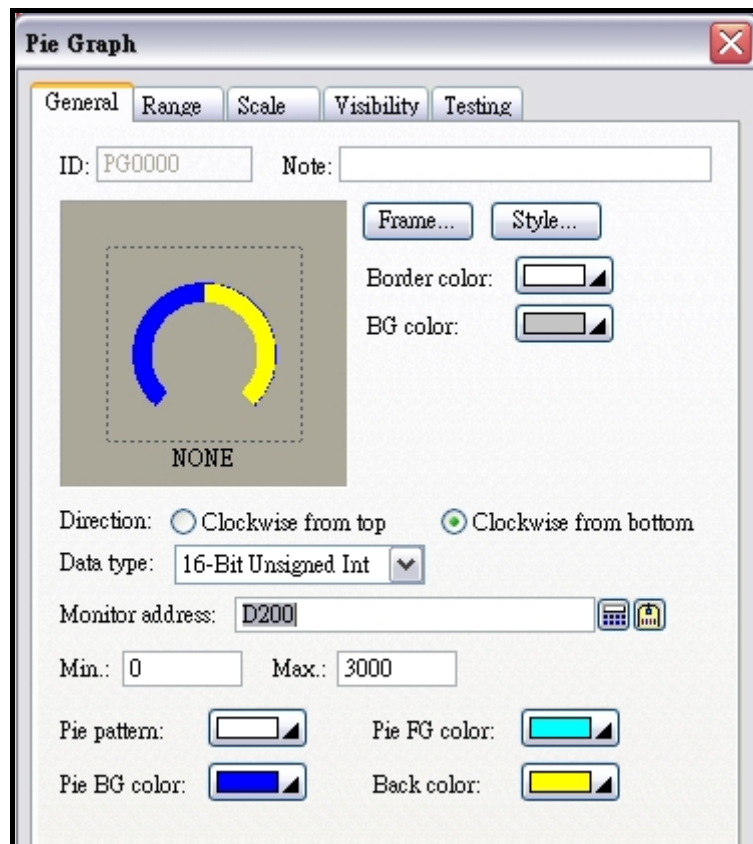 Pie Graph
General Range Scale Visibility Testing
ID: PG0000 Note:
Frame... Style...
Border color:
BG color:
NONE
Direction: Clockwise from top Clockwise from bottom
Data type: 16-Bit Unsigned Int
Monitor address: D200
Min.: 0 Max.: 3000
Pie pattern: Pie FG color:
Pie BG color: Back color: